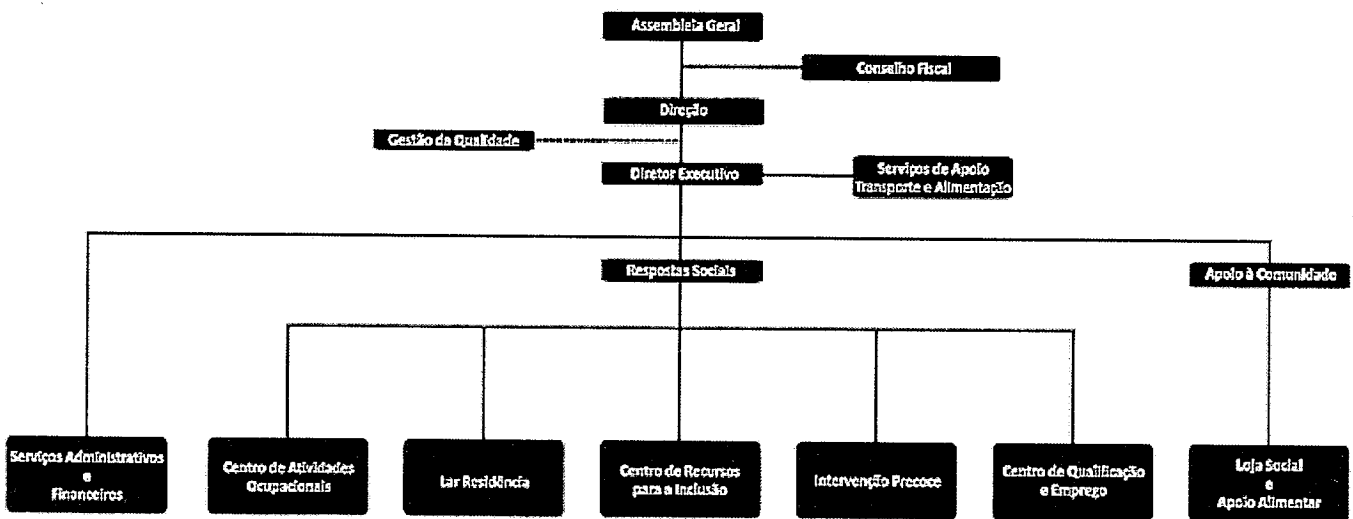 Assembleia Geral
Conselho Fiscal
Direção
Gestão da Qualidade
Diretor Executivo
Serviços de Apoio
Transporte e Alimentação
Respostas Sociais
Apoio à Comunidade
Serviços Administrativos
e
Financeiros
Centro de Atividades
Ocupacionais
Lar Residência
Centro de Recursos
para a Inclusão
Intervenção Precoce
Centro de Qualificação
e Emprego
Loja Social
e
Apoio Alimentar